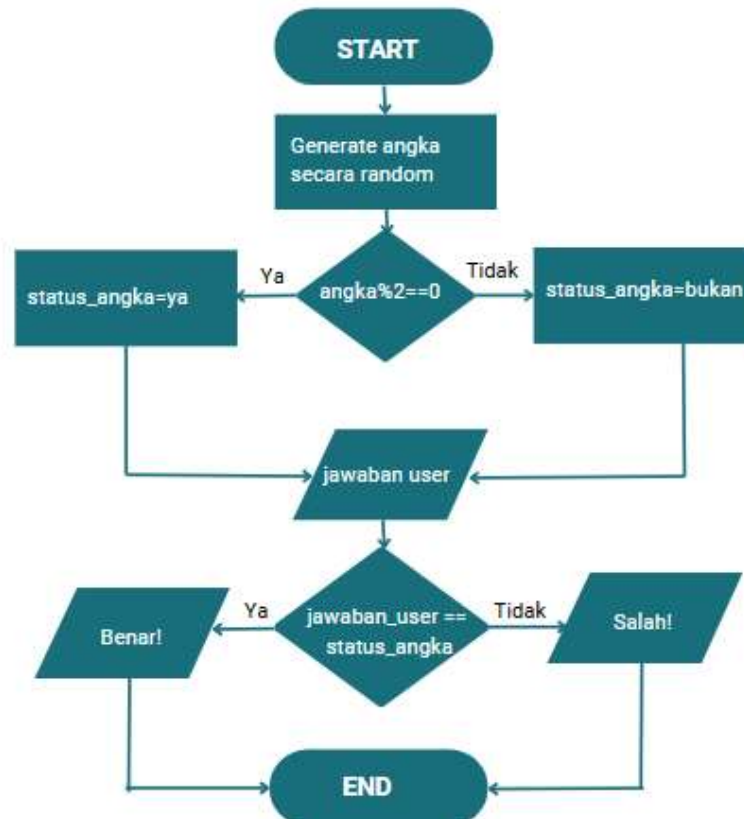 START
Generate angka
secara random
Ya
angka%2==0
Tidak
status_angka=ya
status_angka=bukan
jawaban user
Ya
jawaban_user ==
status_angka
Tidak
Benar!
Salah!
END